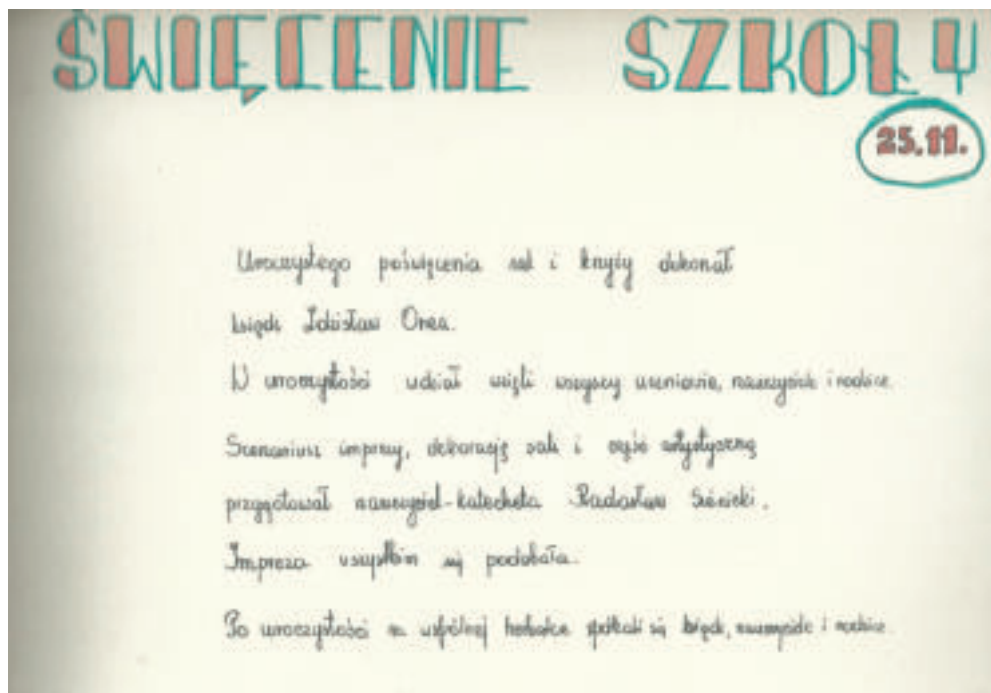 ŚWIĘCENIE SZKOŁY
25.11.
Uroczystego poświęcenia sal i krzyży dokonał
ksiądz Zdzisław Orea.
W uroczystości udział wzięli wszyscy uczniowie, nauczyciele i rodzice.
Scenariusz imprezy, dekorację sali i część artystyczną
przygotował nauczyciel-katecheta Radosław
Impreza wszystkim się podobała.
Po uroczystości na wspólnej herbatce spotkali się ksiądz, nauczyciele i rodzice.